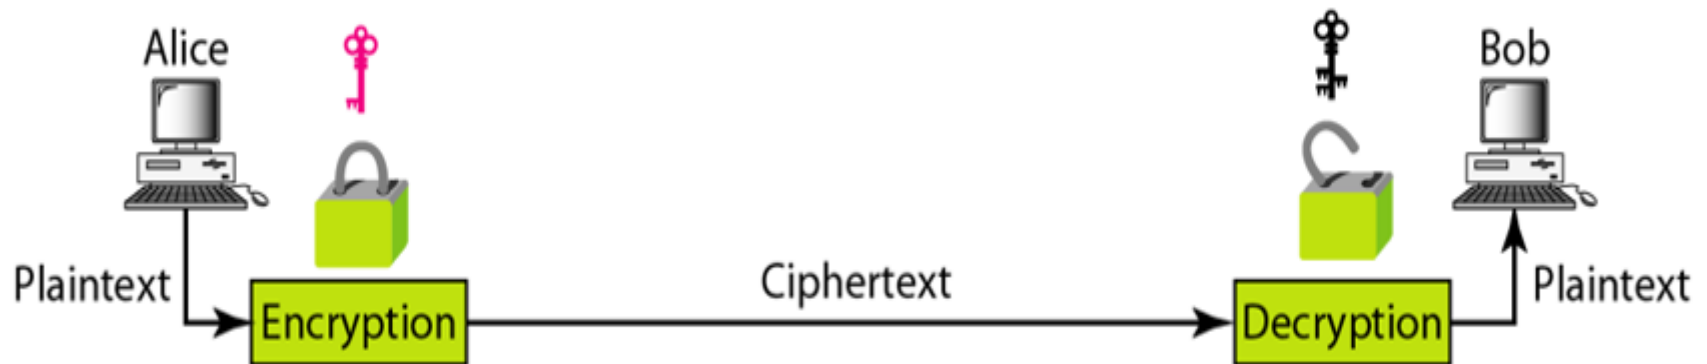 Alice
Bob
Plaintext
Encryption
Ciphertext
Decryption
Plaintext